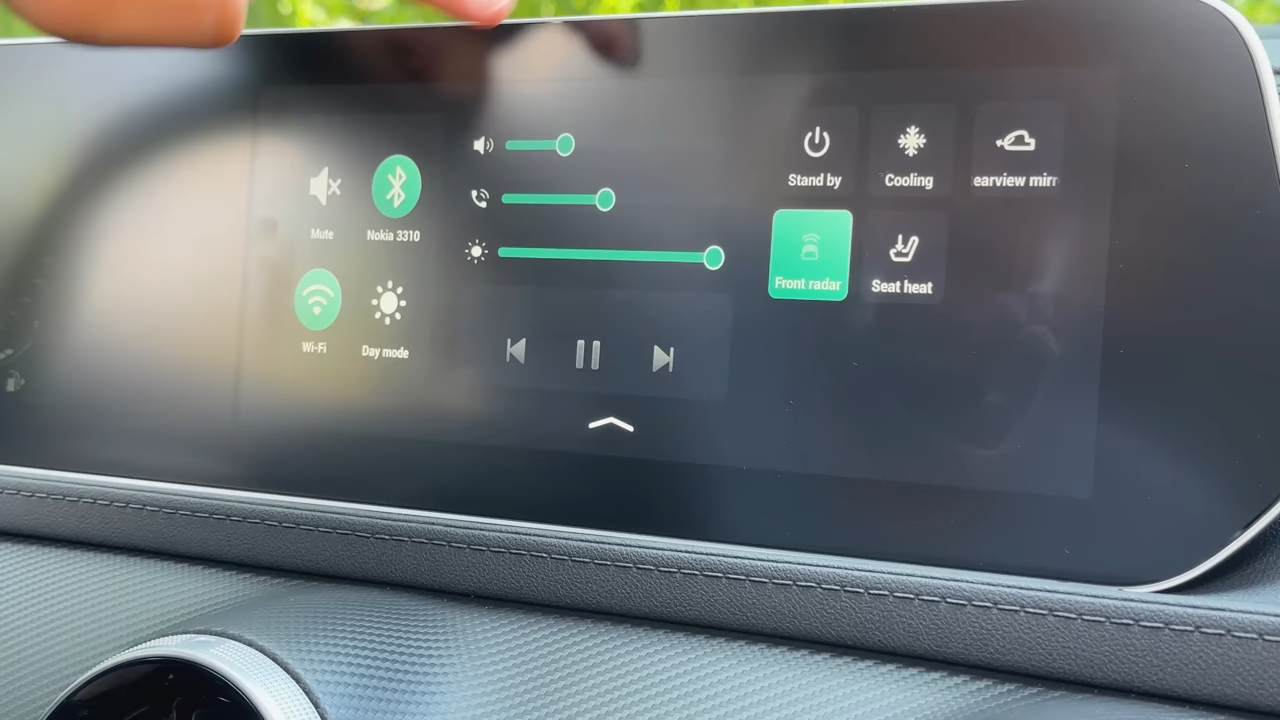 Mute
Nokia 3310
Wi-Fi
Day mode
Stand by
Cooling
earview mirr
Front radar
Seat heat